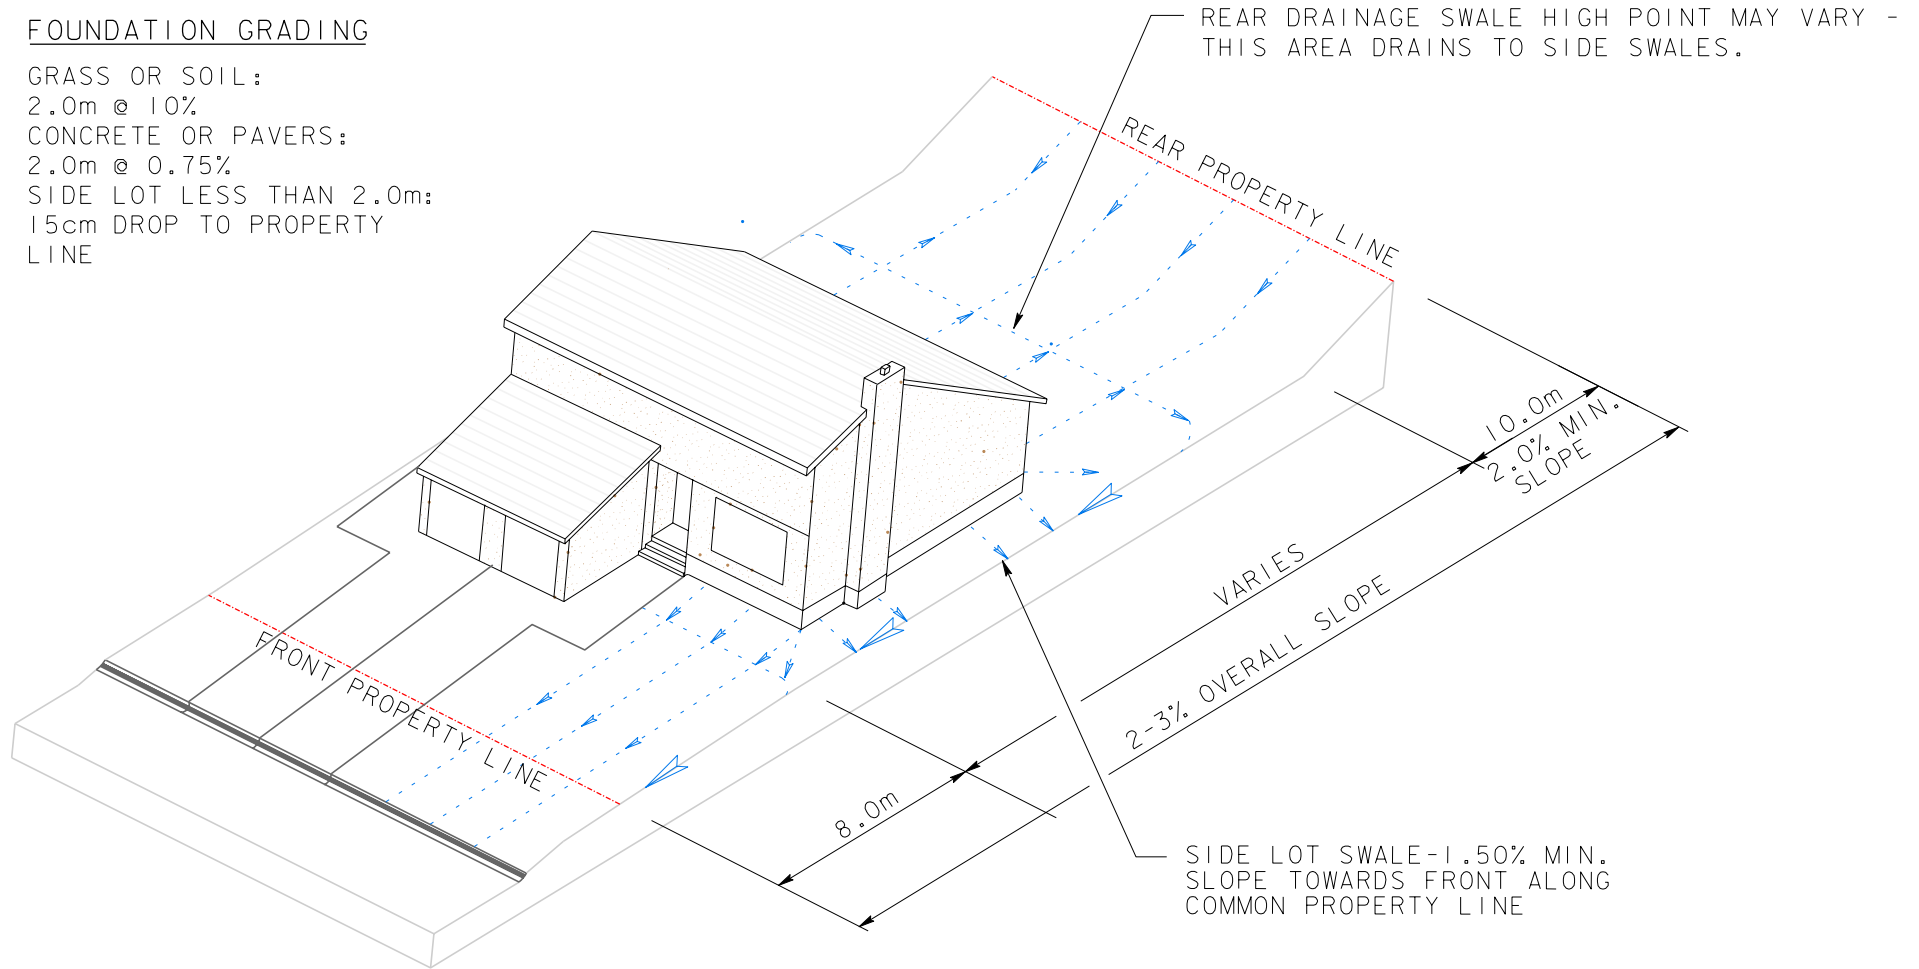 FOUNDATION GRADING
GRASS OR SOIL:
2.0m @ 10%
CONCRETE OR PAVERS:
2.0m @ 0.75%
SIDE LOT LESS THAN 2.0m:
15cm DROP TO PROPERTY
LINE
REAR DRAINAGE SWALE HIGH POINT MAY VARY -
THIS AREA DRAINS TO SIDE SWALES.
REAR PROPERTY LINE
10.0m
2.0% MIN.
SLOPE
VARIES
2-3% OVERALL SLOPE
FRONT PROPERTY LINE
8.0m
SIDE LOT SWALE-1.50% MIN.
SLOPE TOWARDS FRONT ALONG
COMMON PROPERTY LINE